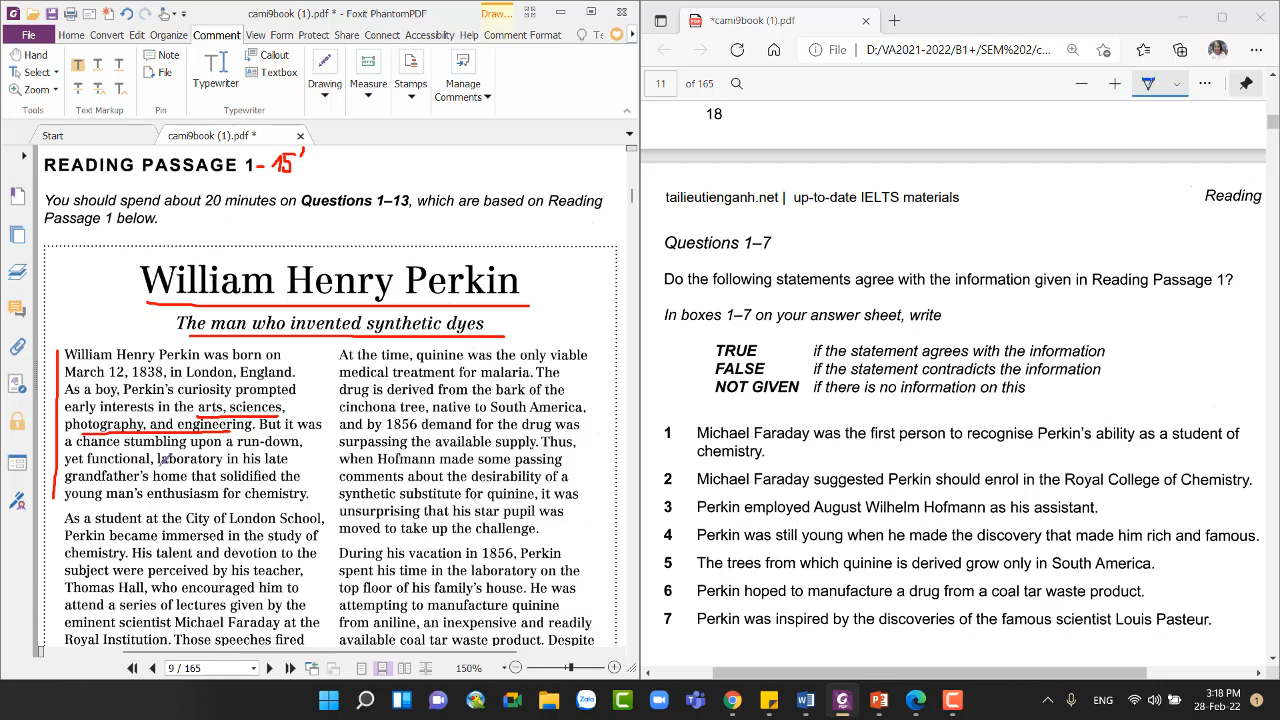 cami9book (1).pdf * - Foxit PhantomPDF
Draw...
File Home Convert Edit Comment View Form Protect Share Connect Accessibility Help Comment Format Te
Hand
Select
Zoom
Tools
T T T
T T T
Text Markup
Note
File
Pin
Typewriter
Callout
Textbox
Typewriter
Drawing
Measure
Stamps
Manage
Comments
Start
cami9book (1).pdf *
READING PASSAGE 1 - 15'
You should spend about 20 minutes on Questions 1–13, which are based on Reading
Passage 1 below.
William Henry Perkin
The man who invented synthetic dyes
William Henry Perkin was born on
March 12, 1838, in London, England.
As a boy, Perkin's curiosity prompted
early interests in the arts, sciences,
photography, and engineering. But it was
a chance stumbling upon a run-down,
yet functional, laboratory in his late
grandfather's home that solidified the
young man's enthusiasm for chemistry.
As a student at the City of London School,
Perkin became immersed in the study of
chemistry. His talent and devotion to the
subject were perceived by his teacher,
Thomas Hall, who encouraged him to
attend a series of lectures given by the
eminent scientist Michael Faraday at the
Royal Institution. Those speeches fired
At the time, quinine was the only viable
medical treatment for malaria. The
drug is derived from the bark of the
cinchona tree, native to South America,
and by 1856 demand for the drug was
surpassing the available supply. Thus,
when Hofmann made some passing
comments about the desirability of a
synthetic substitute for quinine, it was
unsurprising that his star pupil was
moved to take up the challenge.
During his vacation in 1856, Perkin
spent his time in the laboratory on the
top floor of his family's house. He was
attempting to manufacture quinine
from aniline, an inexpensive and readily
available coal tar waste product. Despite
9 / 165
150%
*cami9book (1).pdf
File D:/VA2021-2022/B1+/SEM%202/c...
11 of 165
18
tailieutienganh.net | up-to-date IELTS materials
Reading
Questions 1–7
Do the following statements agree with the information given in Reading Passage 1?
In boxes 1–7 on your answer sheet, write
TRUE if the statement agrees with the information
FALSE if the statement contradicts the information
NOT GIVEN if there is no information on this
1 Michael Faraday was the first person to recognise Perkin's ability as a student of
chemistry.
2 Michael Faraday suggested Perkin should enrol in the Royal College of Chemistry.
3 Perkin employed August Wilhelm Hofmann as his assistant.
4 Perkin was still young when he made the discovery that made him rich and famous.
5 The trees from which quinine is derived grow only in South America.
6 Perkin hoped to manufacture a drug from a coal tar waste product.
7 Perkin was inspired by the discoveries of the famous scientist Louis Pasteur.
Zalo
ENG
3:18 PM
28-Feb-22
1